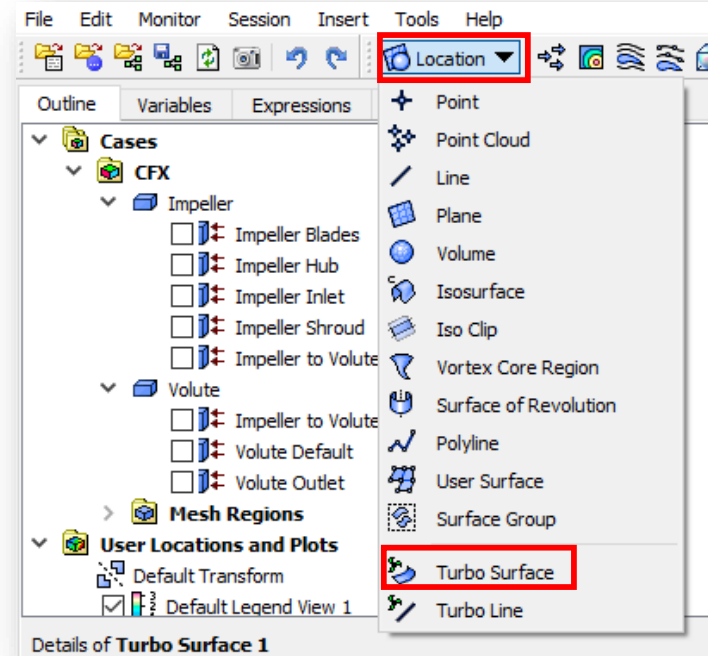 File Edit Monitor Session Insert Tools Help
Location
Outline Variables Expressions
Cases
CFX
Impeller
Impeller Blades
Impeller Hub
Impeller Inlet
Impeller Shroud
Impeller to Volute
Volute
Impeller to Volute
Volute Default
Volute Outlet
Mesh Regions
User Locations and Plots
Default Transform
Default Legend View 1
Details of Turbo Surface 1
Point
Point Cloud
Line
Plane
Volume
Isosurface
Iso Clip
Vortex Core Region
Surface of Revolution
Polyline
User Surface
Surface Group
Turbo Surface
Turbo Line